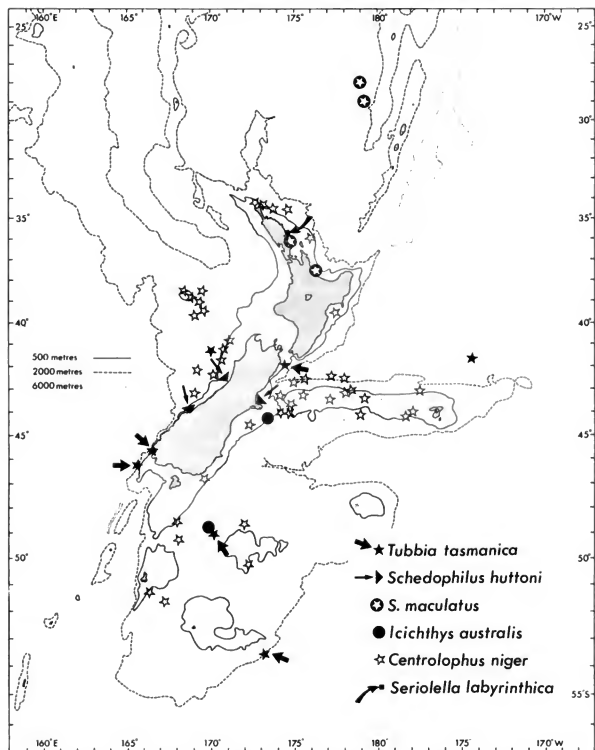 160°E 165° 170° 175° 180° 170°W
25° 25°
30° 30°
35° 35°
40° 40°
500 metres
2000 metres
6000 metres
45° 45°
50° 50°
Tubbia tasmanica
Schedophilus huttoni
S. maculatus
Icichthys australis
Centrolophus niger
Seriolella labyrinthica
55°S
160°E 165° 170° 175° 180° 170°W